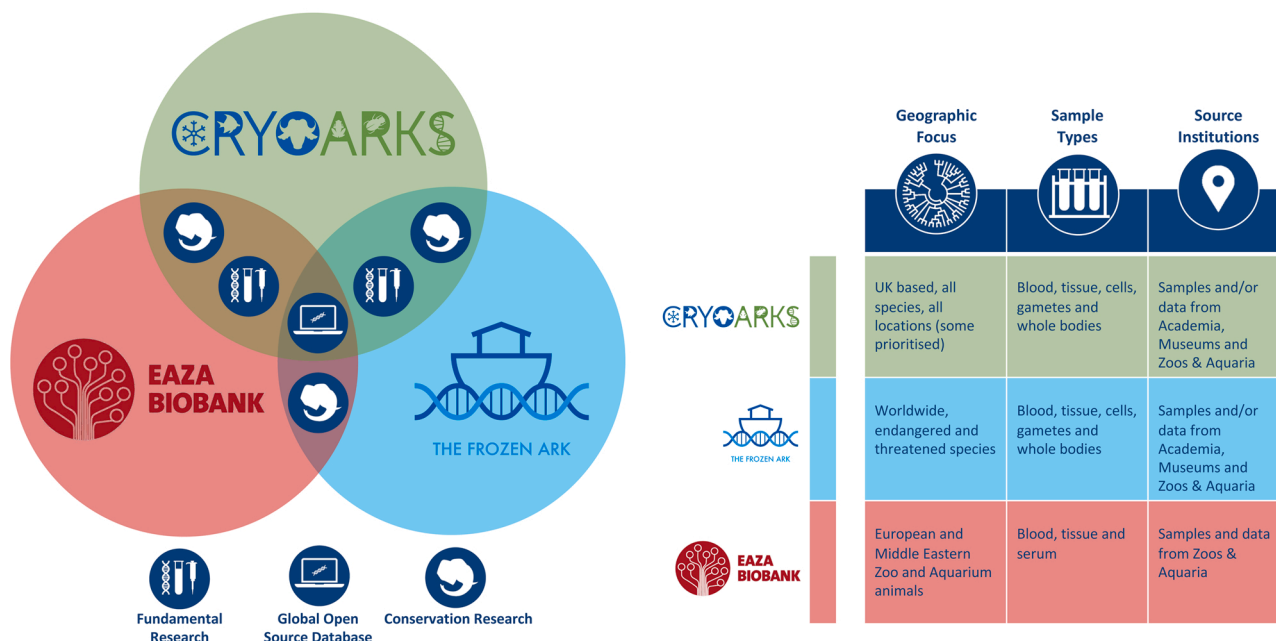 CRYOARKS
EAZA
BIOBANK
THE FROZEN ARK
Fundamental
Research
Global Open
Source Database
Conservation Research
Geographic
Focus
Sample
Types
Source
Institutions
CRYOARKS
UK based, all
species, all
locations (some
prioritised)
Blood, tissue, cells,
gametes and
whole bodies
Samples and/or
data from
Academia,
Museums and
Zoos & Aquaria
THE FROZEN ARK
Worldwide,
endangered and
threatened species
Blood, tissue, cells,
gametes and
whole bodies
Samples and/or
data from
Academia,
Museums and
Zoos & Aquaria
EAZA
BIOBANK
European and
Middle Eastern
Zoo and Aquarium
animals
Blood, tissue and
serum
Samples and data
from Zoos &
Aquaria